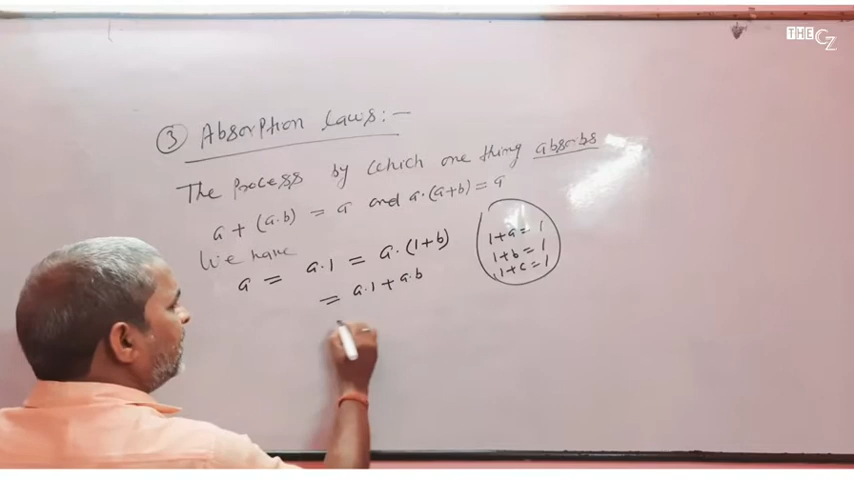 THE CZ
③ Absorption Laws:-
The Process by which one thing absorbs
a + (a.b) = a and a.(a+b) = a
We have
a = a.1 = a.(1+b)
= a.1 + a.b
1+a = 1
1+b = 1
1+c = 1